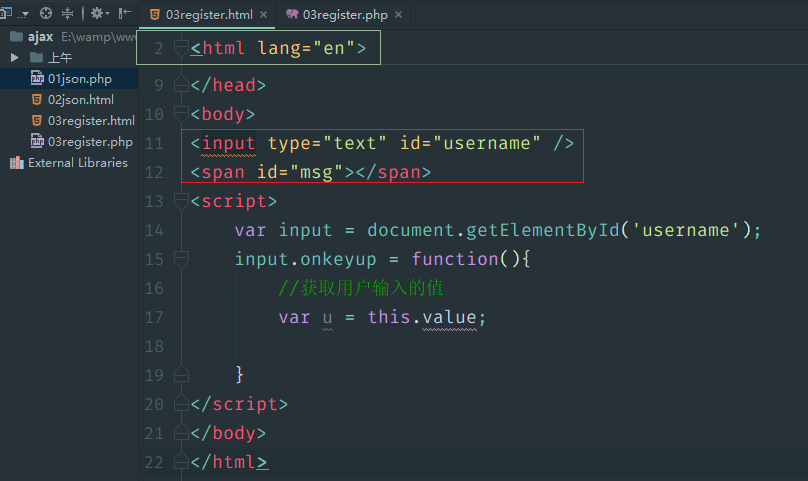 03register.html × 03register.php ×
ajax E:\wamp\www
上午
01json.php
02json.html
03register.html
03register.php
External Libraries
2 <html lang="en">
9 </head>
10 <body>
11 <input type="text" id="username" />
12 <span id="msg"></span>
13 <script>
14 var input = document.getElementById('username');
15 input.onkeyup = function(){
16 //获取用户输入的值
17 var u = this.value;
18
19 }
20 </script>
21 </body>
22 </html>